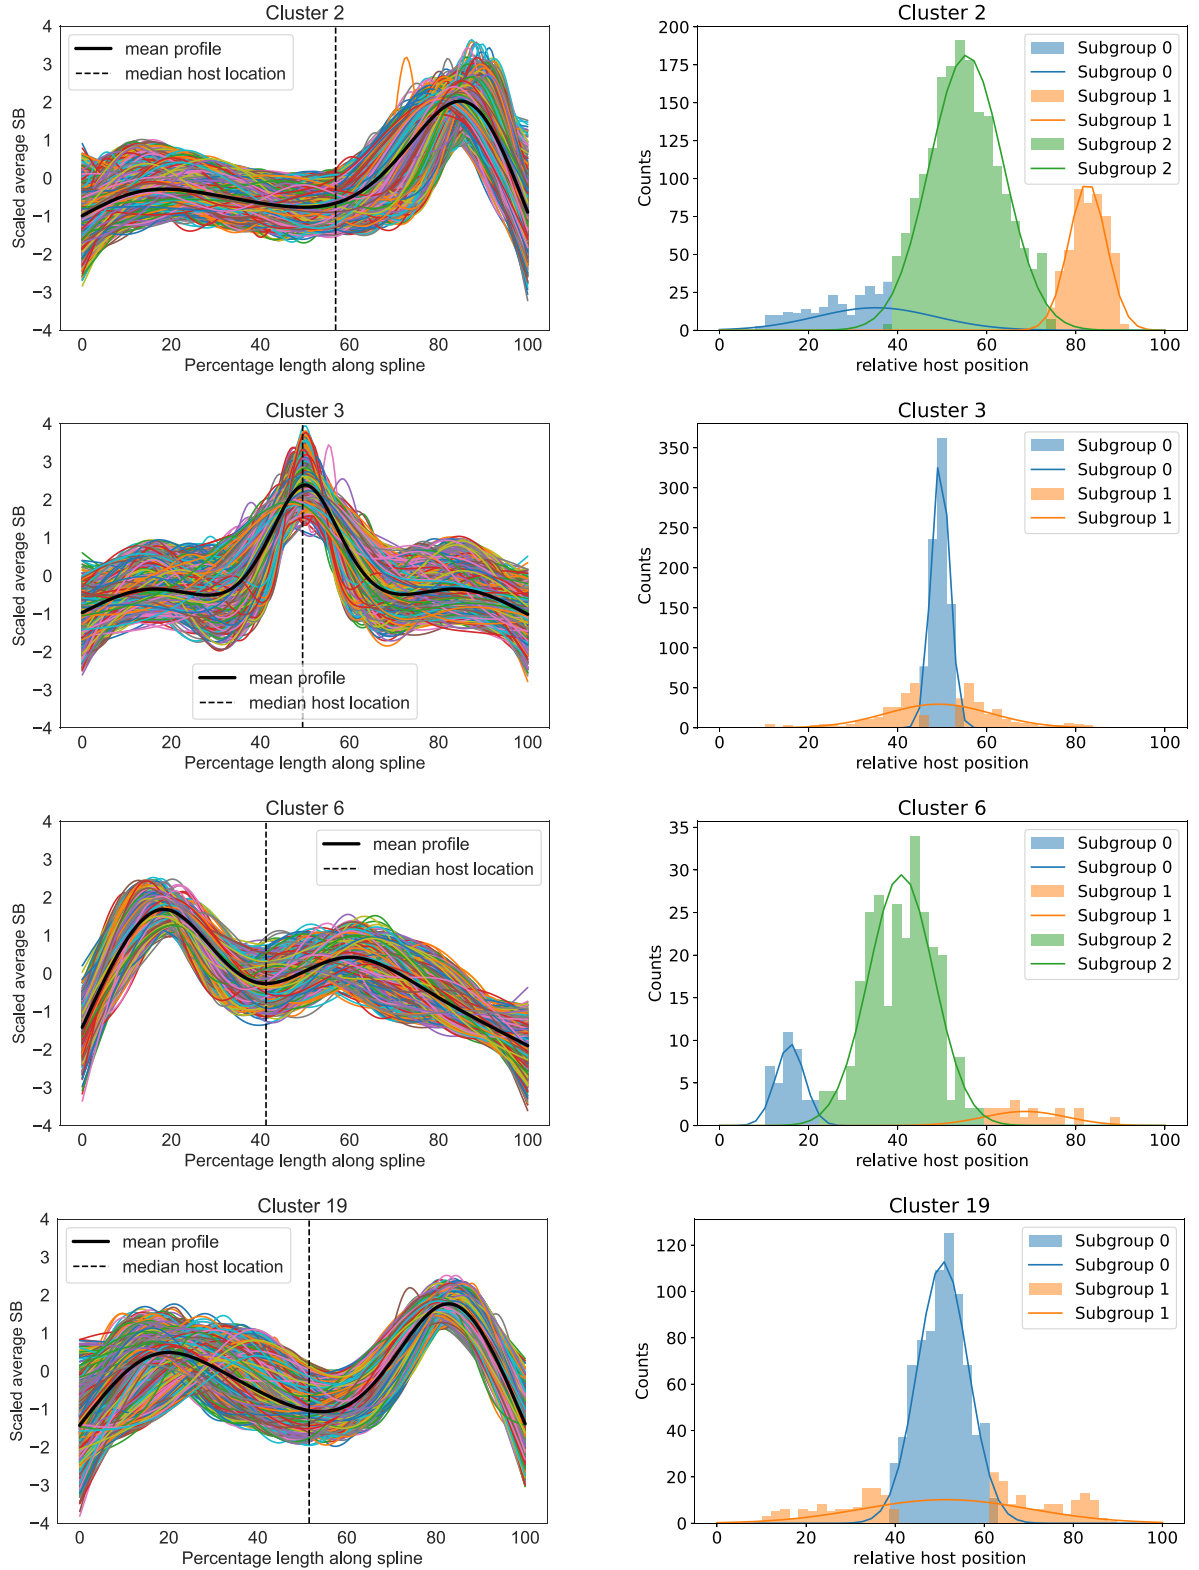 Cluster 2
4
3
2
1
0
−1
−2
−3
−4
Scaled average SB
mean profile
median host location
0 20 40 60 80 100
Percentage length along spline
Cluster 2
200
175
150
125
100
75
50
25
0
Counts
Subgroup 0
Subgroup 0
Subgroup 1
Subgroup 1
Subgroup 2
Subgroup 2
0 20 40 60 80 100
relative host position
Cluster 3
4
3
2
1
0
−1
−2
−3
−4
Scaled average SB
mean profile
median host location
0 20 40 60 80 100
Percentage length along spline
Cluster 3
350
300
250
200
150
100
50
0
Counts
Subgroup 0
Subgroup 0
Subgroup 1
Subgroup 1
0 20 40 60 80 100
relative host position
Cluster 6
4
3
2
1
0
−1
−2
−3
−4
Scaled average SB
mean profile
median host location
0 20 40 60 80 100
Percentage length along spline
Cluster 6
35
30
25
20
15
10
5
0
Counts
Subgroup 0
Subgroup 0
Subgroup 1
Subgroup 1
Subgroup 2
Subgroup 2
0 20 40 60 80 100
relative host position
Cluster 19
4
3
2
1
0
−1
−2
−3
−4
Scaled average SB
mean profile
median host location
0 20 40 60 80 100
Percentage length along spline
Cluster 19
120
100
80
60
40
20
0
Counts
Subgroup 0
Subgroup 0
Subgroup 1
Subgroup 1
0 20 40 60 80 100
relative host position